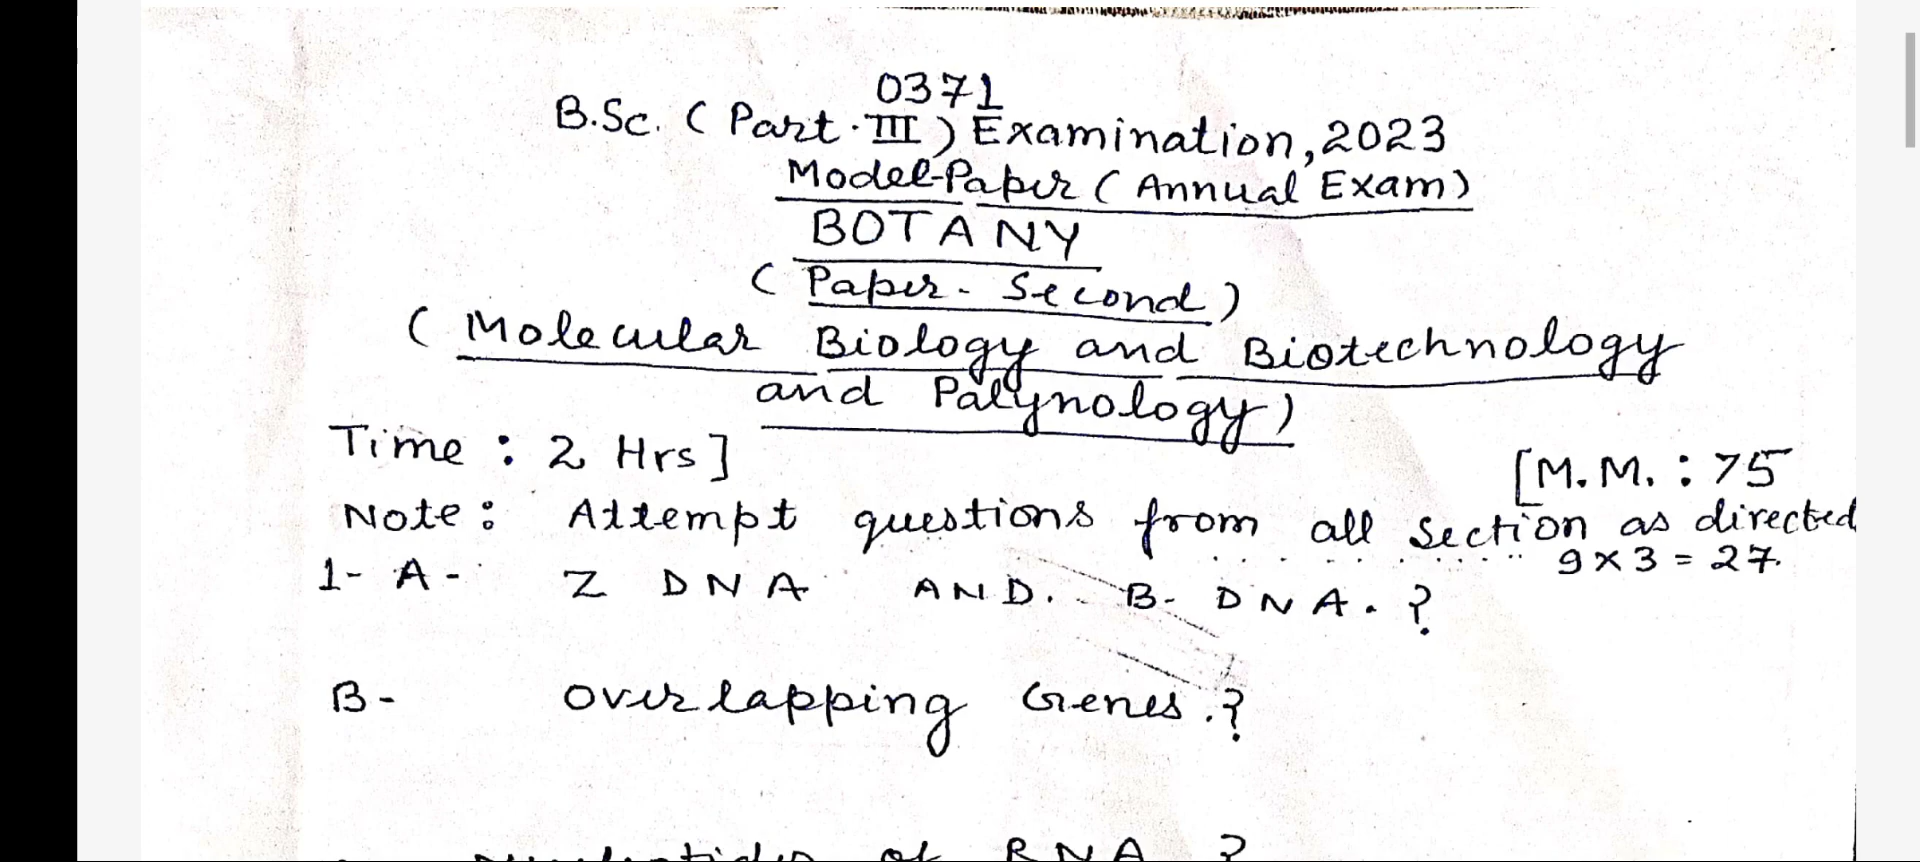 0371
B.Sc. ( Part-III ) Examination, 2023
Model-Paper ( Annual Exam )
BOTANY
( Paper - Second )
( Molecular Biology and Biotechnology
and Palynology )
Time : 2 Hrs ]
[ M. M. : 75
Note : Attempt questions from all section as directed
9 x 3 = 27.
1- A - Z DNA AND. B- DNA. ?
B- Overlapping Genes. ?
of RNA ?